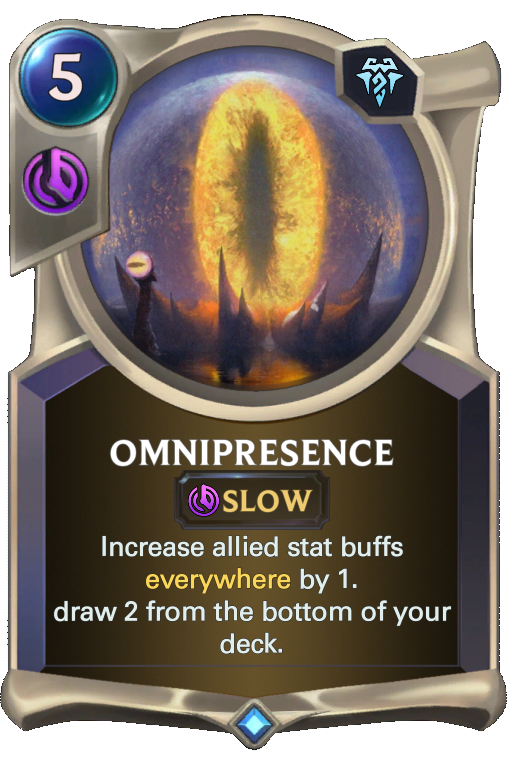 5
OMNIPRESENCE
SLOW
Increase allied stat buffs
everywhere by 1.
draw 2 from the bottom of your
deck.